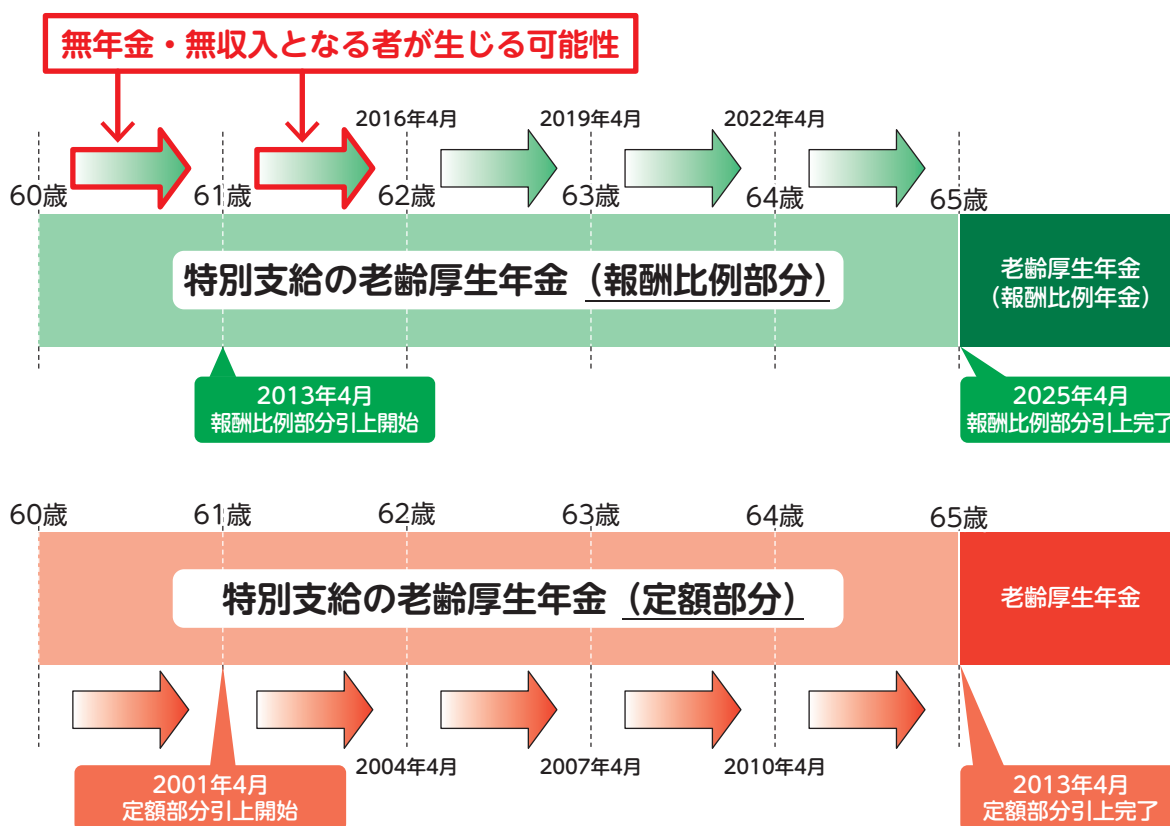 無年金・無収入となる者が生じる可能性
2016年4月
2019年4月
2022年4月
60歳
61歳
62歳
63歳
64歳
65歳
特別支給の老齢厚生年金（報酬比例部分）
老齢厚生年金
（報酬比例年金）
2013年4月
報酬比例部分引上開始
2025年4月
報酬比例部分引上完了
60歳
61歳
62歳
63歳
64歳
65歳
特別支給の老齢厚生年金（定額部分）
老齢厚生年金
2004年4月
2007年4月
2010年4月
2001年4月
定額部分引上開始
2013年4月
定額部分引上完了